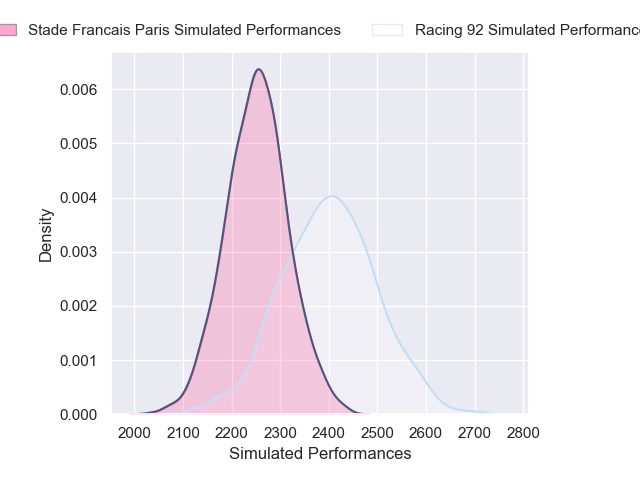 Stade Francais Paris Simulated Performances Racing 92 Simulated Performanc
0.006
0.005
0.004
0.003
0.002
0.001
0.000
Density
2000 2100 2200 2300 2400 2500 2600 2700 2800
Simulated Performances